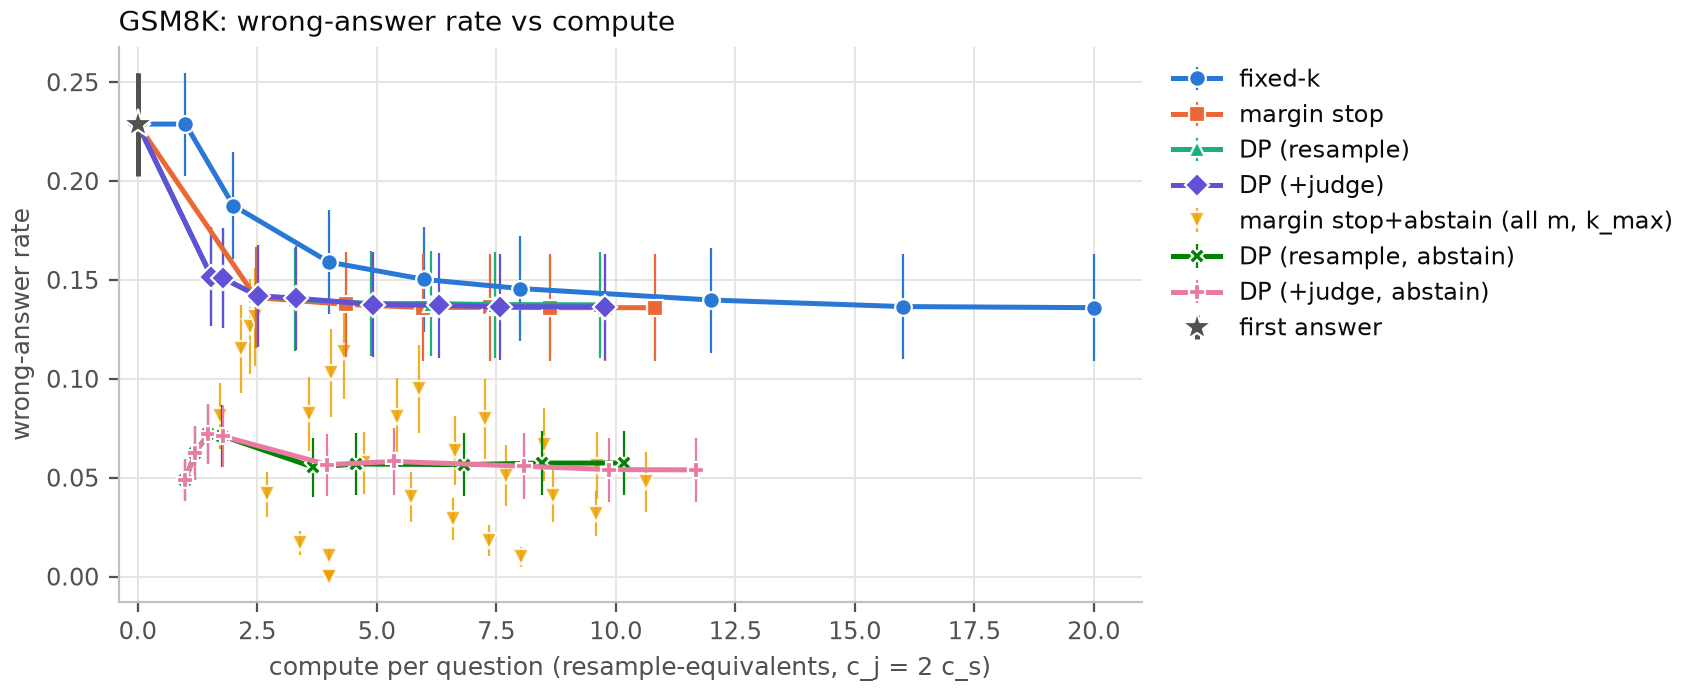 GSM8K: wrong-answer rate vs compute
0.25
0.20
0.15
0.10
0.05
0.00
wrong-answer rate
0.0 2.5 5.0 7.5 10.0 12.5 15.0 17.5 20.0
compute per question (resample-equivalents, c_j = 2 c_s)
fixed-k
margin stop
DP (resample)
DP (+judge)
margin stop+abstain (all m, k_max)
DP (resample, abstain)
DP (+judge, abstain)
first answer